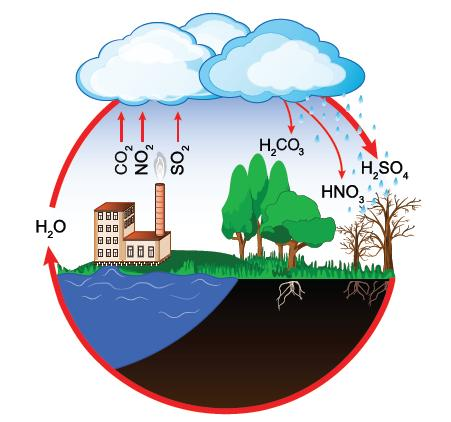 CO₂
NO₂
SO₂
H₂CO₃
HNO₃
H₂SO₄
H₂O